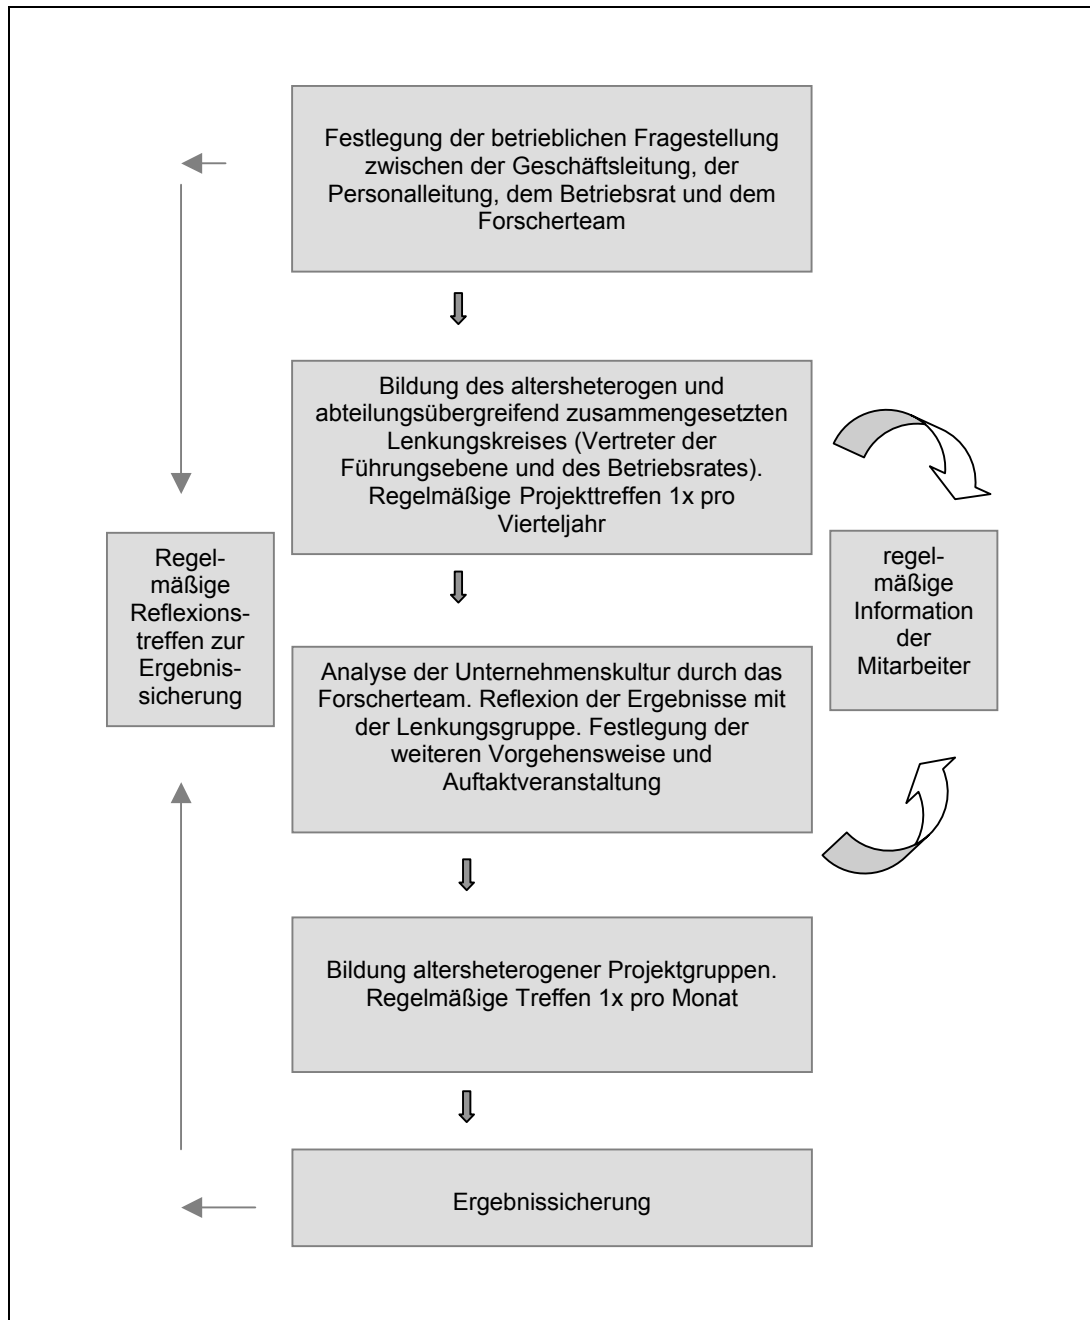 Festlegung der betrieblichen Fragestellung
zwischen der Geschäftsleitung, der
Personalleitung, dem Betriebsrat und dem
Forscherteam
Bildung des altersheterogen und
abteilungsübergreifend zusammengesetzten
Lenkungskreises (Vertreter der
Führungsebene und des Betriebsrates).
Regelmäßige Projekttreffen 1x pro
Vierteljahr
Regel-
mäßige
Reflexions-
treffen zur
Ergebnis-
sicherung
regel-
mäßige
Information
der
Mitarbeiter
Analyse der Unternehmenskultur durch das
Forscherteam. Reflexion der Ergebnisse mit
der Lenkungsgruppe. Festlegung der
weiteren Vorgehensweise und
Auftaktveranstaltung
Bildung altersheterogener Projektgruppen.
Regelmäßige Treffen 1x pro Monat
Ergebnissicherung